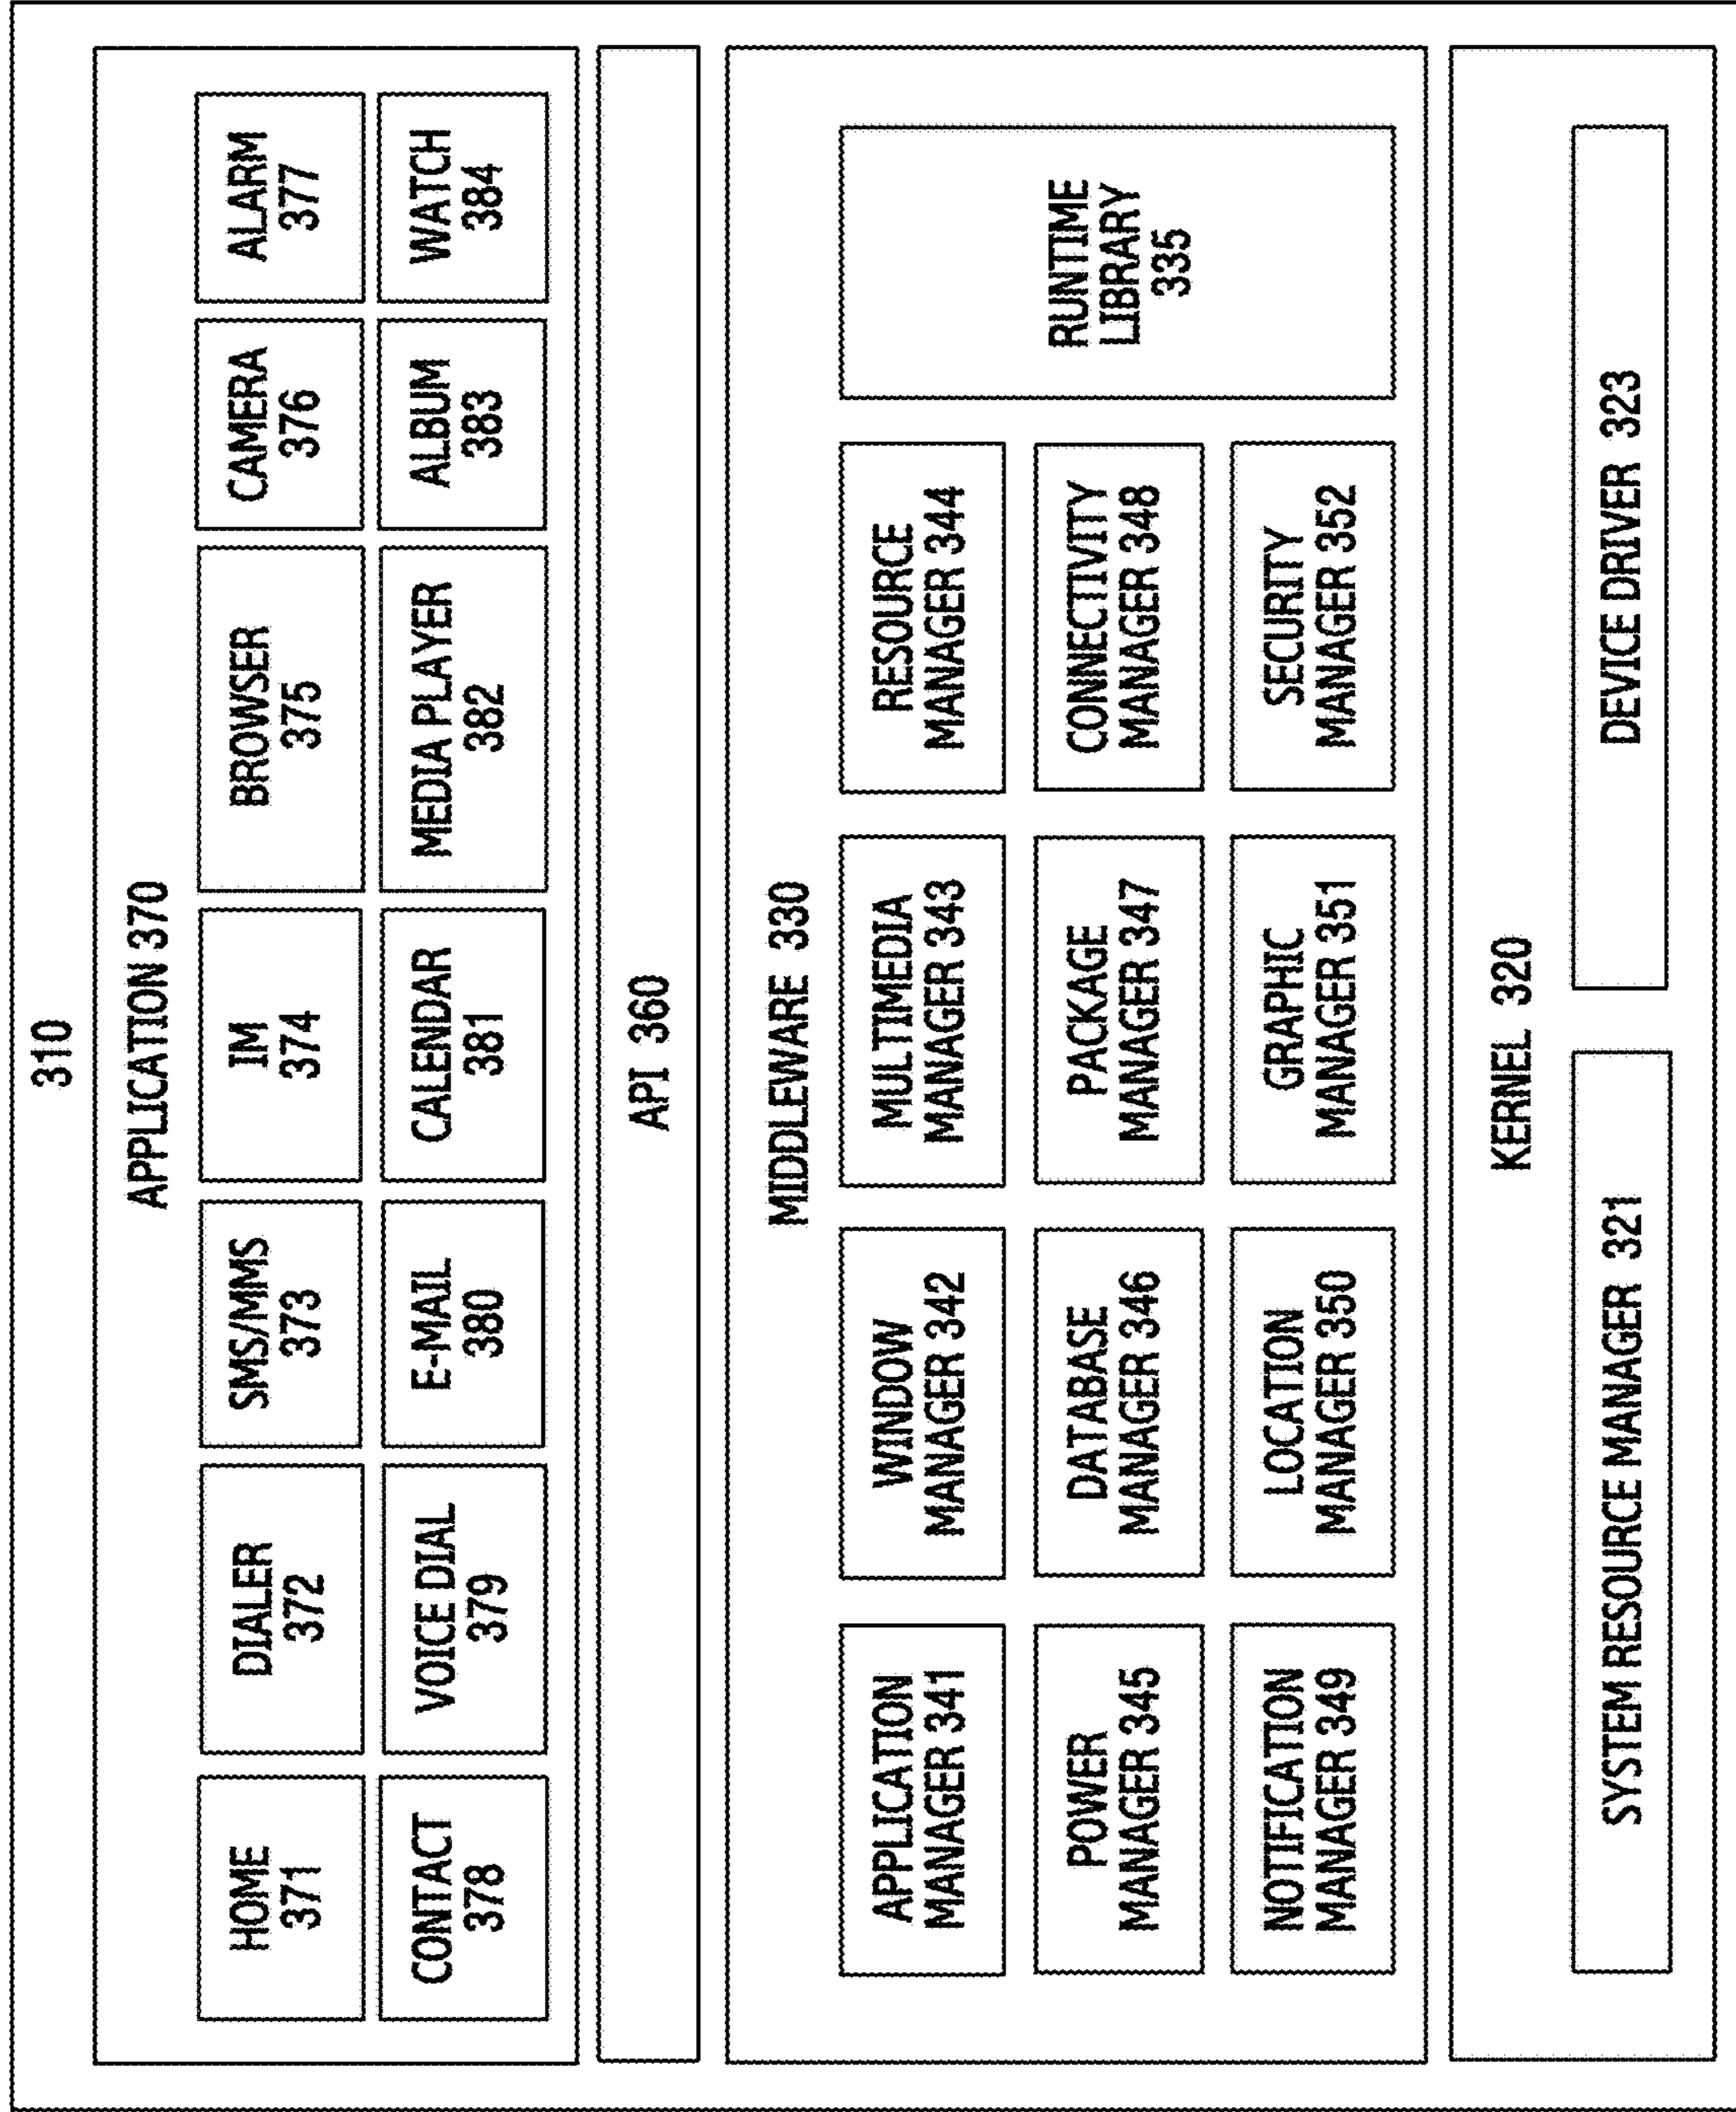 310
APPLICATION 370
HOME
371
DIALER
372
SMS/MMS
373
IM
374
BROWSER
375
CAMERA
376
ALARM
377
CONTACT
378
VOICE DIAL
379
E-MAIL
380
CALENDAR
381
MEDIA PLAYER
382
ALBUM
383
WATCH
384
API 360
MIDDLEWARE 330
APPLICATION
MANAGER 341
WINDOW
MANAGER 342
MULTIMEDIA
MANAGER 343
RESOURCE
MANAGER 344
POWER
MANAGER 345
DATABASE
MANAGER 346
PACKAGE
MANAGER 347
CONNECTIVITY
MANAGER 348
NOTIFICATION
MANAGER 349
LOCATION
MANAGER 350
GRAPHIC
MANAGER 351
SECURITY
MANAGER 352
RUNTIME
LIBRARY
335
KERNEL 320
SYSTEM RESOURCE MANAGER 321
DEVICE DRIVER 323